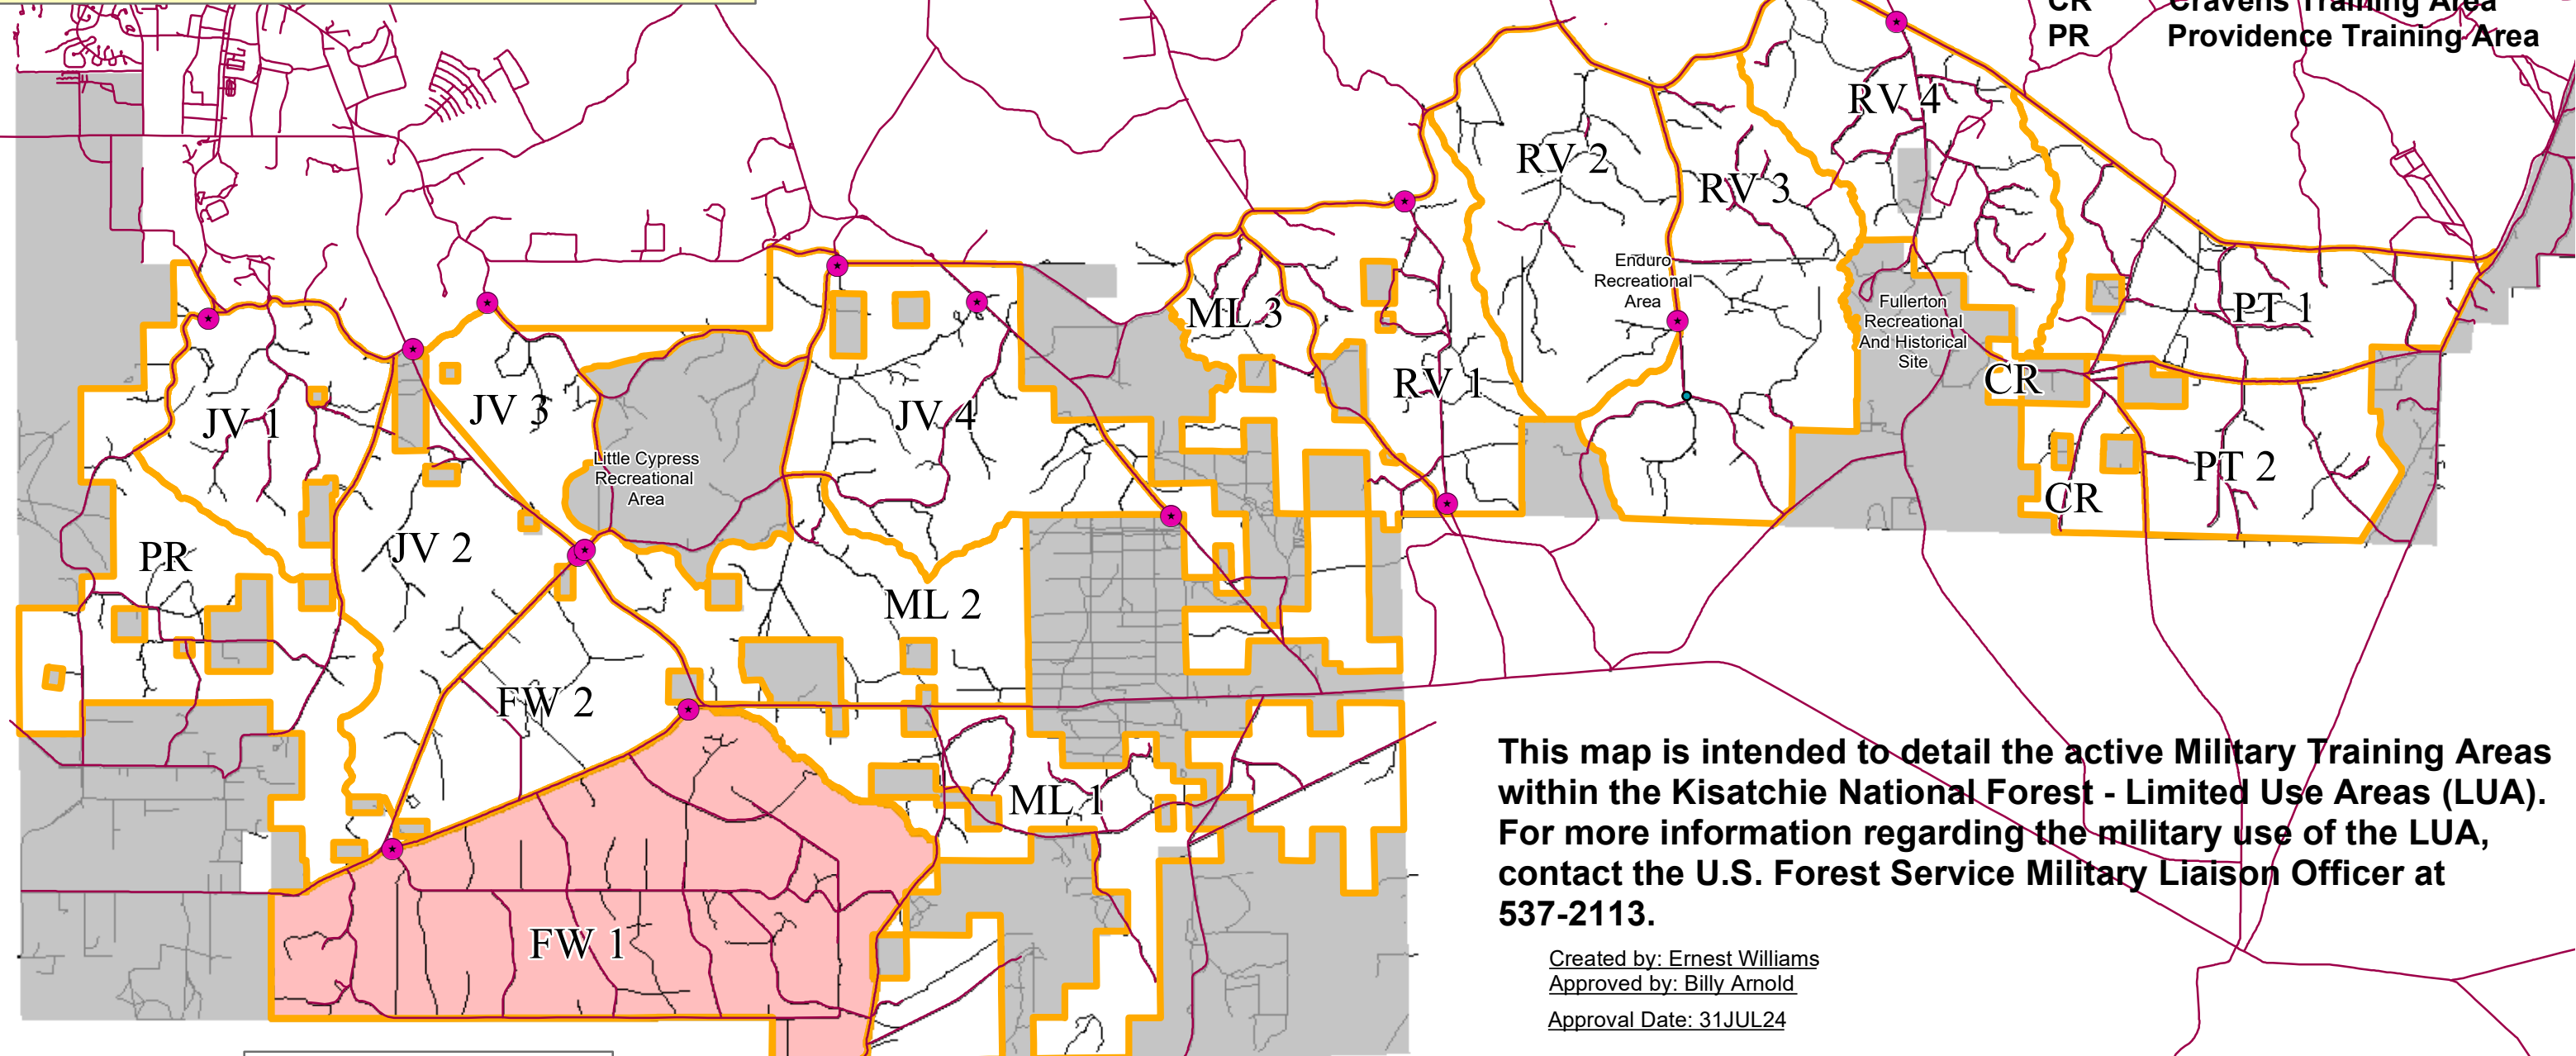 CR Cravens Training Area
PR Providence Training Area
RV 4
RV 2
RV 3
Enduro
Recreational
Area
ML 3
Fullerton
Recreational
And Historical
Site
PT 1
JV 1
JV 3
JV 4
RV 1
CR
Little Cypress
Recreational
Area
PT 2
CR
PR
JV 2
ML 2
FW 2
ML 1
FW 1
This map is intended to detail the active Military Training Areas
within the Kisatchie National Forest - Limited Use Areas (LUA).
For more information regarding the military use of the LUA,
contact the U.S. Forest Service Military Liaison Officer at
537-2113.
Created by: Ernest Williams
Approved by: Billy Arnold
Approval Date: 31JUL24